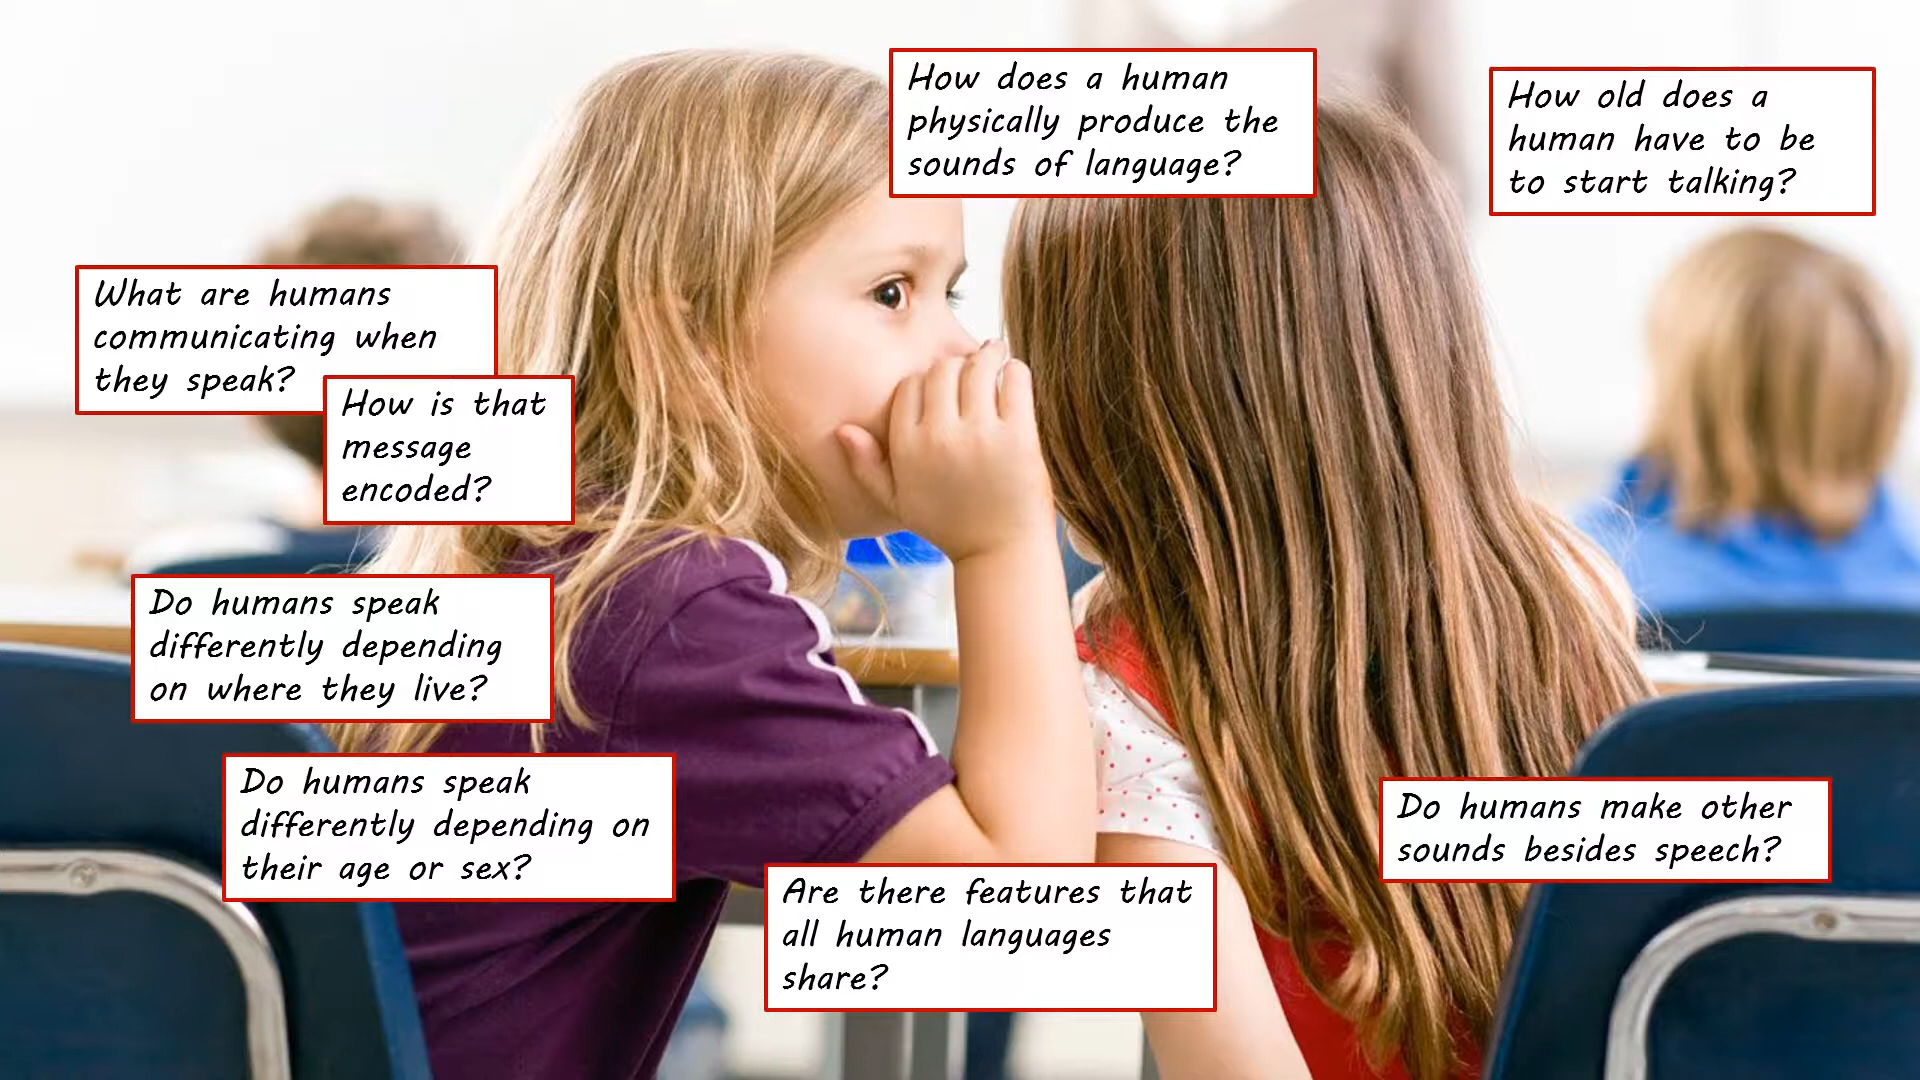 How does a human
physically produce the
sounds of language?
How old does a
human have to be
to start talking?
What are humans
communicating when
they speak?
How is that
message
encoded?
Do humans speak
differently depending
on where they live?
Do humans speak
differently depending on
their age or sex?
Do humans make other
sounds besides speech?
Are there features that
all human languages
share?